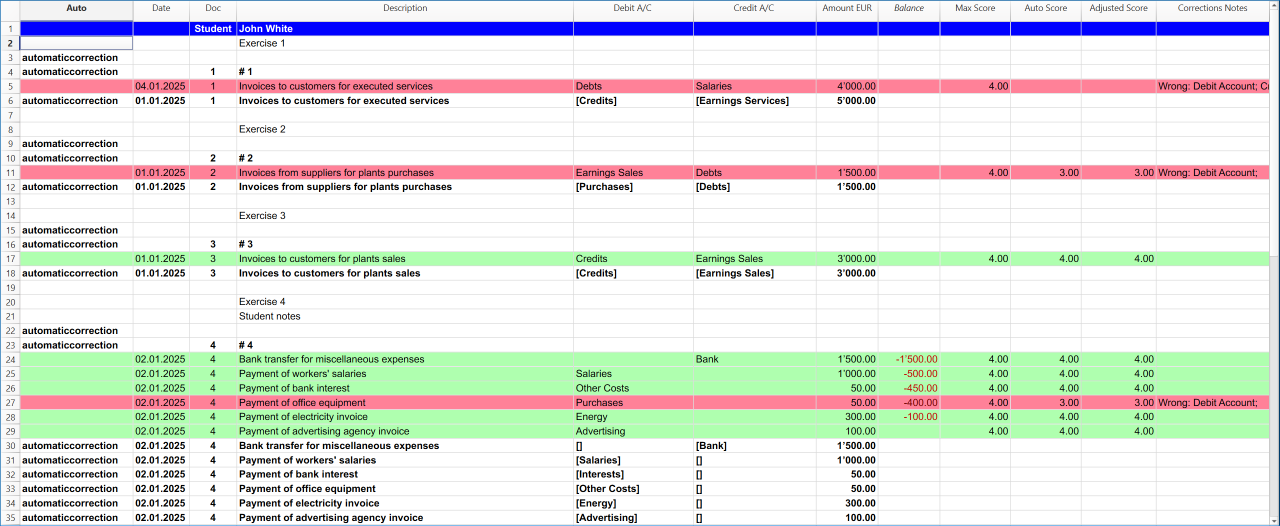 Auto Date Doc Description Debit A/C Credit A/C Amount EUR Balance Max Score Auto Score Adjusted Score Corrections Notes
1 Student John White
2 Exercise 1
3 automaticcorrection
4 automaticcorrection 1 # 1
5 04.01.2025 1 Invoices to customers for executed services Debts Salaries 4'000.00 4.00 Wrong: Debit Account; C
6 automaticcorrection 01.01.2025 1 Invoices to customers for executed services [Credits] [Earnings Services] 5'000.00
7
8 Exercise 2
9 automaticcorrection
10 automaticcorrection 2 # 2
11 01.01.2025 2 Invoices from suppliers for plants purchases Earnings Sales Debts 1'500.00 4.00 3.00 3.00 Wrong: Debit Account;
12 automaticcorrection 01.01.2025 2 Invoices from suppliers for plants purchases [Purchases] [Debts] 1'500.00
13
14 Exercise 3
15 automaticcorrection
16 automaticcorrection 3 # 3
17 01.01.2025 3 Invoices to customers for plants sales Credits Earnings Sales 3'000.00 4.00 4.00 4.00
18 automaticcorrection 01.01.2025 3 Invoices to customers for plants sales [Credits] [Earnings Sales] 3'000.00
19
20 Exercise 4
21 Student notes
22 automaticcorrection
23 automaticcorrection 4 # 4
24 02.01.2025 4 Bank transfer for miscellaneous expenses Bank 1'500.00 -1'500.00 4.00 4.00 4.00
25 02.01.2025 4 Payment of workers' salaries Salaries 1'000.00 -500.00 4.00 4.00 4.00
26 02.01.2025 4 Payment of bank interest Other Costs 50.00 -450.00 4.00 4.00 4.00
27 02.01.2025 4 Payment of office equipment Purchases 50.00 -400.00 4.00 3.00 3.00 Wrong: Debit Account;
28 02.01.2025 4 Payment of electricity invoice Energy 300.00 -100.00 4.00 4.00 4.00
29 02.01.2025 4 Payment of advertising agency invoice Advertising 100.00 4.00 4.00 4.00
30 automaticcorrection 02.01.2025 4 Bank transfer for miscellaneous expenses [] [Bank] 1'500.00
31 automaticcorrection 02.01.2025 4 Payment of workers' salaries [Salaries] [] 1'000.00
32 automaticcorrection 02.01.2025 4 Payment of bank interest [Interests] [] 50.00
33 automaticcorrection 02.01.2025 4 Payment of office equipment [Other Costs] [] 50.00
34 automaticcorrection 02.01.2025 4 Payment of electricity invoice [Energy] [] 300.00
35 automaticcorrection 02.01.2025 4 Payment of advertising agency invoice [Advertising] [] 100.00